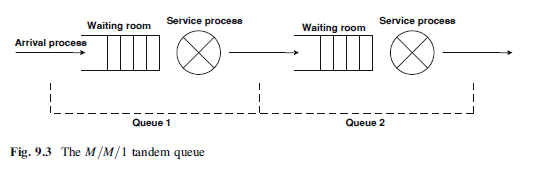 Waiting room
Service process
Waiting room
Service process
Arrival process
Queue 1
Queue 2
Fig. 9.3 The M/M/1 tandem queue